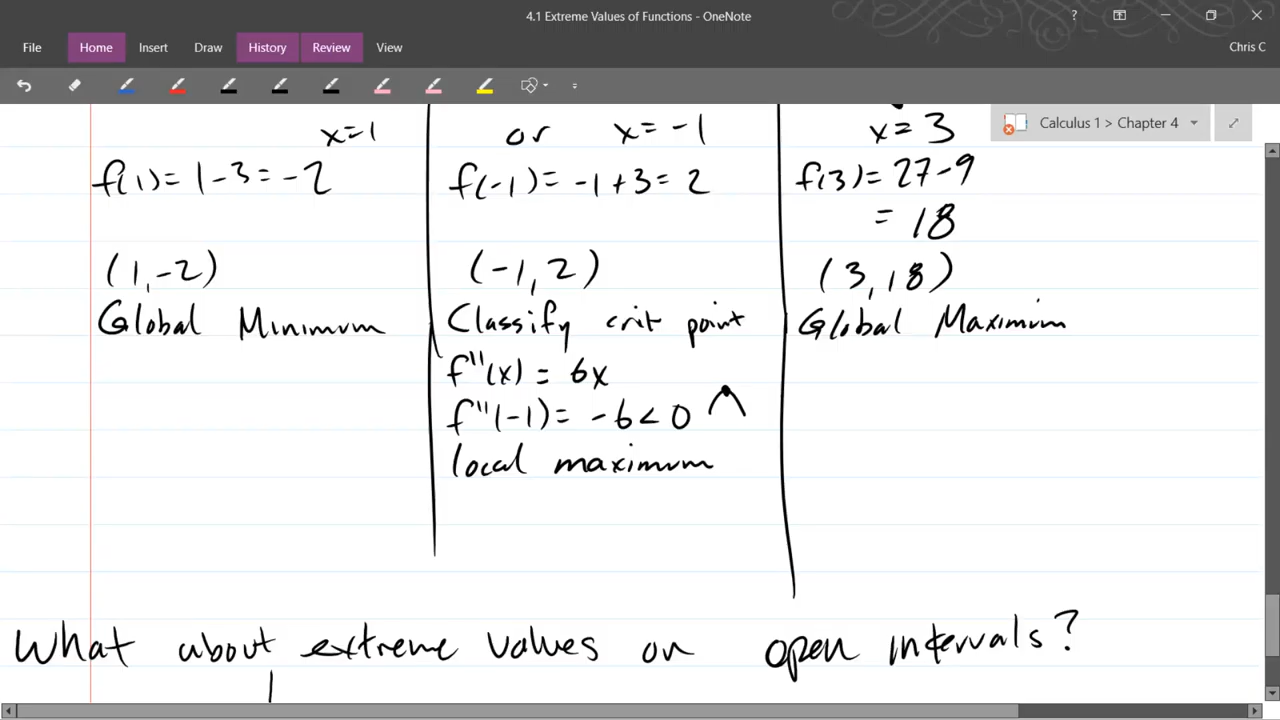 4.1 Extreme Values of Functions - OneNote
?
File Home Insert Draw History Review View
Chris C
Calculus 1 > Chapter 4
x=1
f(1) = 1-3 = -2
(1,-2)
Global Minimum
or x = -1
f(-1) = -1+3 = 2
(-1,2)
Classify crit point
f''(x) = 6x
f''(-1) = -6<0
local maximum
x = 3
f(3) = 27-9
= 18
(3,18)
Global Maximum
What about extreme values on open intervals?